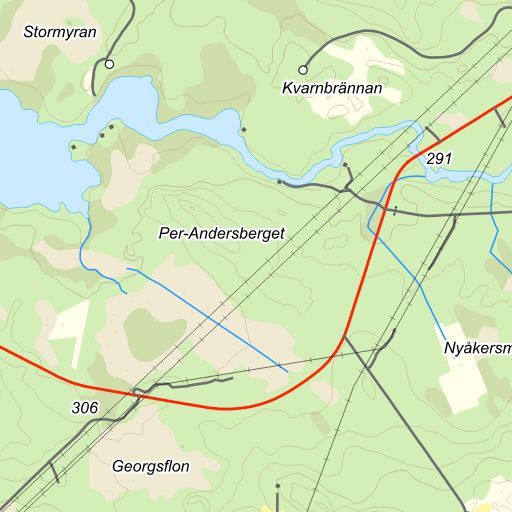 Stormyran
Kvarnbrännan
291
Per-Andersberget
Nyåkersm
306
Georgsflon